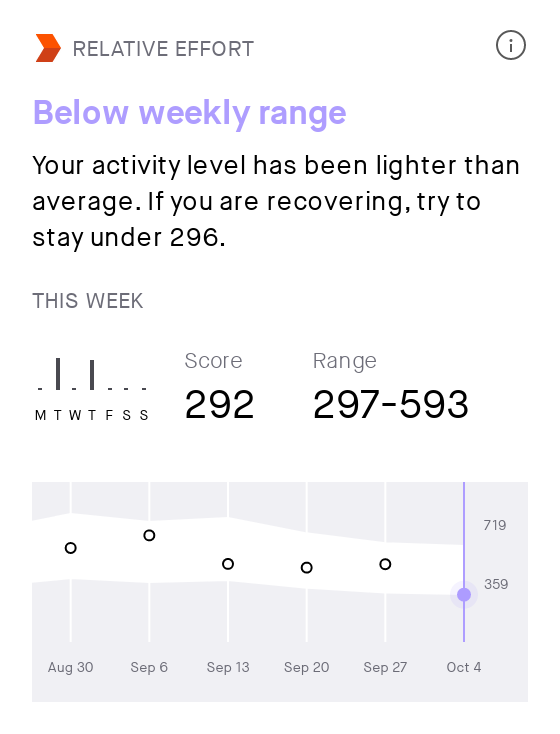 RELATIVE EFFORT
Below weekly range
Your activity level has been lighter than
average. If you are recovering, try to
stay under 296.
THIS WEEK
Score Range
292 297-593
M T W T F S S
719
359
Aug 30 Sep 6 Sep 13 Sep 20 Sep 27 Oct 4